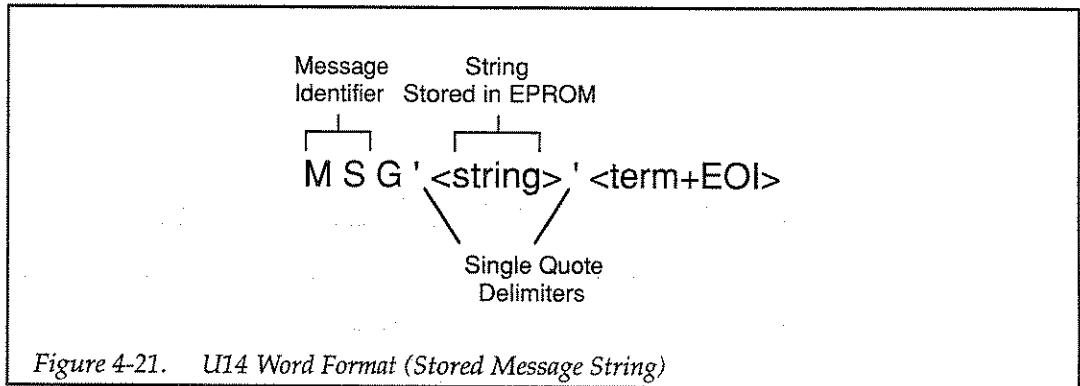 Message String
Identifier Stored in EPROM
M S G ' <string> ' <term+EOI>
Single Quote
Delimiters
Figure 4-21. U14 Word Format (Stored Message String)